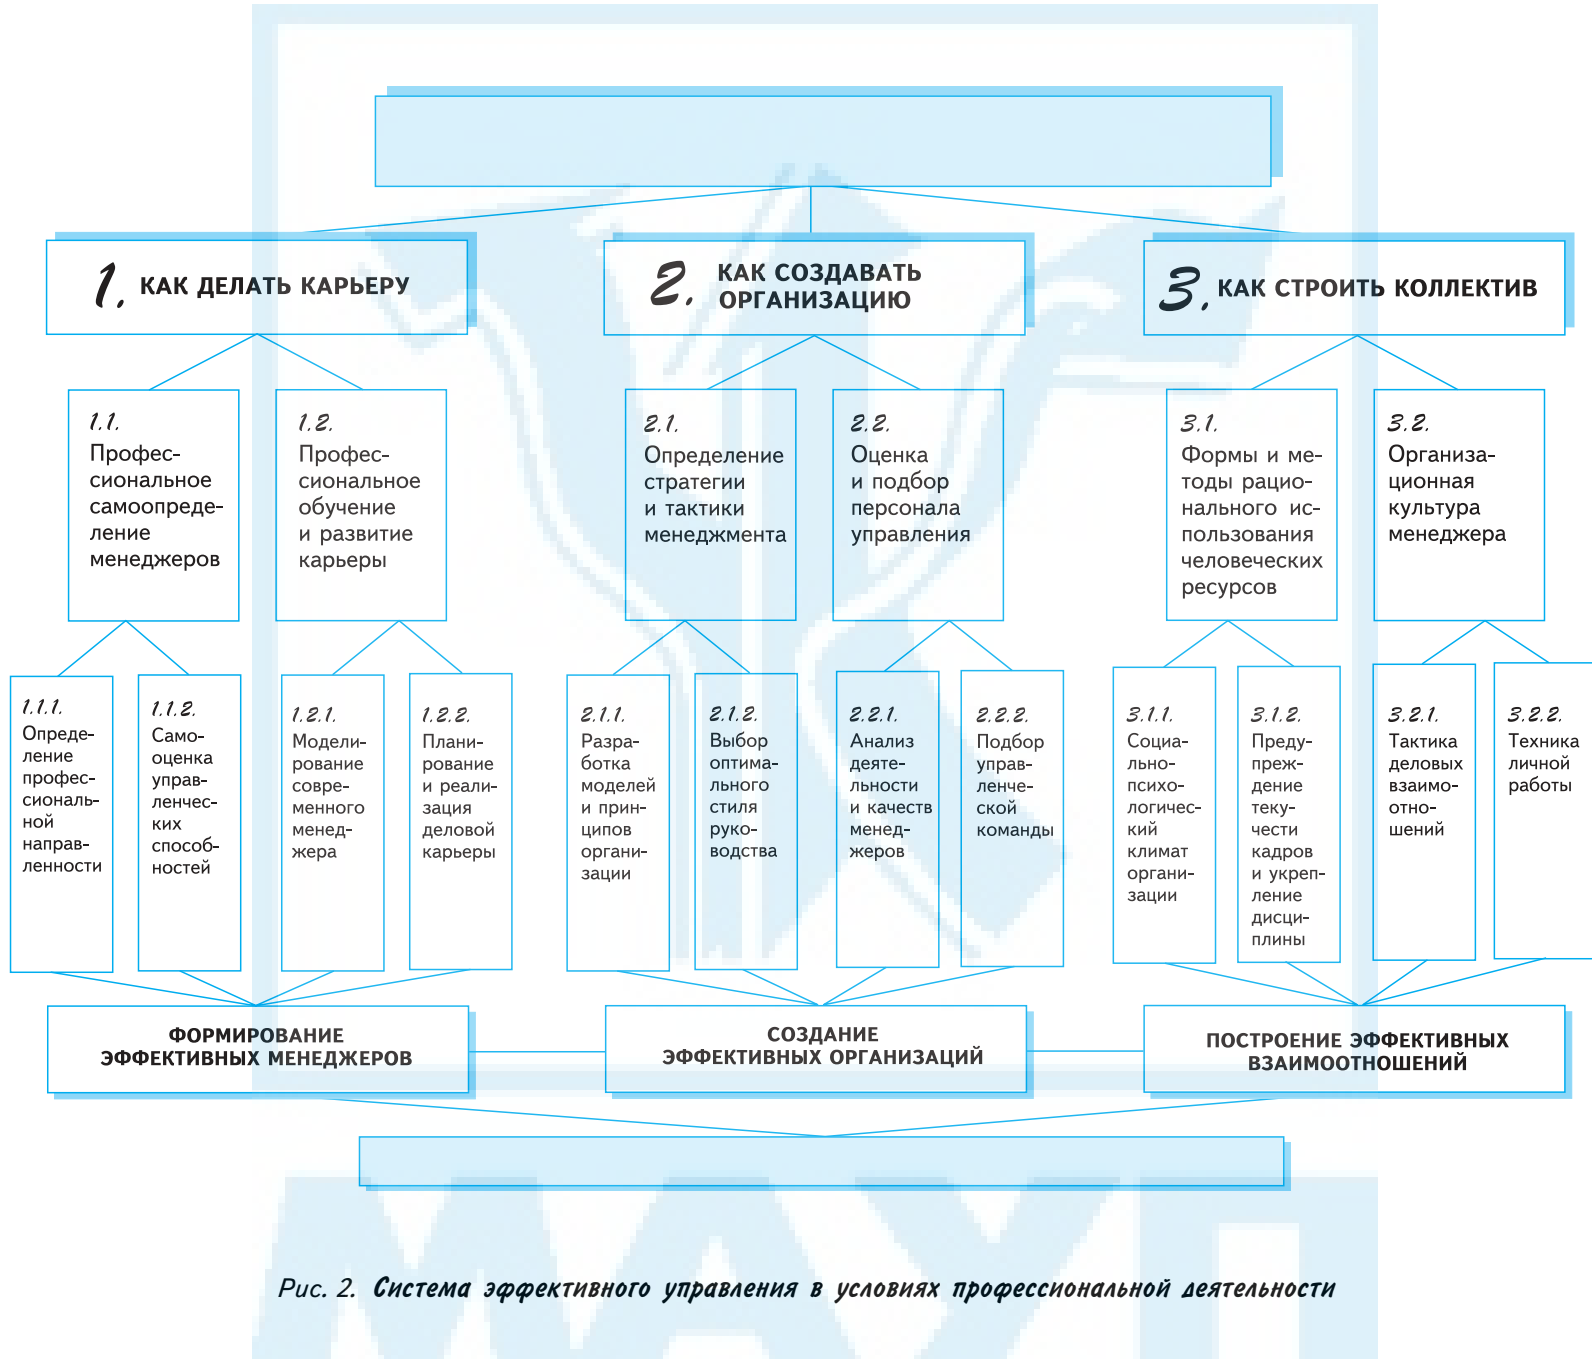 1. КАК ДЕЛАТЬ КАРЬЕРУ
2. КАК СОЗДАВАТЬ
ОРГАНИЗАЦИЮ
3. КАК СТРОИТЬ КОЛЛЕКТИВ
1.1.
Профес-
сиональное
самоопреде-
ление
менеджеров
1.2.
Профес-
сиональное
обучение
и развитие
карьеры
2.1.
Определение
стратегии
и тактики
менеджмента
2.2.
Оценка
и подбор
персонала
управления
3.1.
Формы и ме-
тоды рацио-
нального ис-
пользования
человеческих
ресурсов
3.2.
Организа-
ционная
культура
менеджера
1.1.1.
Опреде-
ление
профес-
сиональ-
ной
направ-
ленности
1.1.2.
Само-
оценка
управ-
ленчес-
ких
способ-
ностей
1.2.1.
Модели-
рование
совре-
менного
менед-
жера
1.2.2.
Плани-
рование
и реали-
зация
деловой
карьеры
2.1.1.
Разра-
ботка
моделей
и прин-
ципов
органи-
зации
2.1.2.
Выбор
оптима-
льного
стиля
руко-
водства
2.2.1.
Анализ
деяте-
льности
и качеств
менед-
жеров
2.2.2.
Подбор
управ-
ленче-
ской
команды
3.1.1.
Социа-
льно-
психо-
логичес-
кий
климат
органи-
зации
3.1.2.
Преду-
преж-
дение
теку-
чести
кадров
и укреп-
ление
дисци-
плины
3.2.1.
Тактика
деловых
взаимо-
отно-
шений
3.2.2.
Техника
личной
работы
ФОРМИРОВАНИЕ
ЭФФЕКТИВНЫХ МЕНЕДЖЕРОВ
СОЗДАНИЕ
ЭФФЕКТИВНЫХ ОРГАНИЗАЦИЙ
ПОСТРОЕНИЕ ЭФФЕКТИВНЫХ
ВЗАИМООТНОШЕНИЙ
МАУП
Рис. 2. Система эффективного управления в условиях профессиональной деятельности